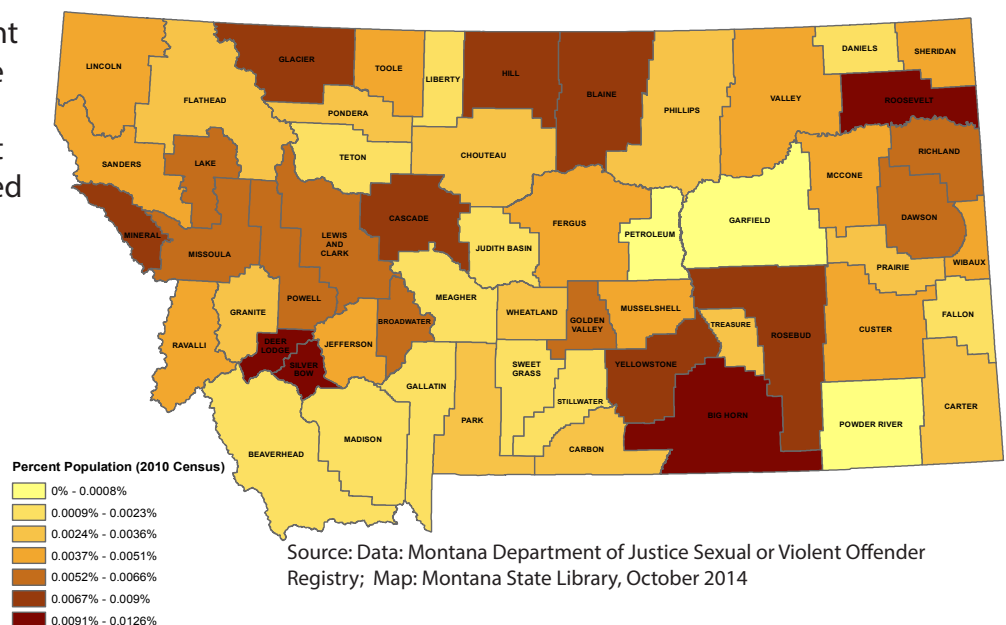 nt
e
t
ed
LINCOLN
GLACIER
TOOLE
LIBERTY
HILL
BLAINE
PHILLIPS
VALLEY
DANIELS
SHERIDAN
ROOSEVELT
FLATHEAD
PONDERA
CHOUTEAU
TETON
SANDERS
LAKE
RICHLAND
MCCONE
DAWSON
MINERAL
MISSOULA
LEWIS
AND
CLARK
CASCADE
JUDITH BASIN
FERGUS
PETROLEUM
GARFIELD
PRAIRIE
WIBAUX
POWELL
MEAGHER
GRANITE
BROADWATER
WHEATLAND
GOLDEN
VALLEY
MUSSELSHELL
TREASURE
ROSEBUD
CUSTER
FALLON
RAVALLI
DEER
LODGE
SILVER
BOW
JEFFERSON
GALLATIN
SWEET
GRASS
YELLOWSTONE
STILLWATER
PARK
CARBON
BIG HORN
POWDER RIVER
CARTER
BEAVERHEAD
MADISON
Percent Population (2010 Census)
0% - 0.0008%
0.0009% - 0.0023%
0.0024% - 0.0036%
0.0037% - 0.0051%
0.0052% - 0.0066%
0.0067% - 0.009%
0.0091% - 0.0126%
Source: Data: Montana Department of Justice Sexual or Violent Offender
Registry; Map: Montana State Library, October 2014